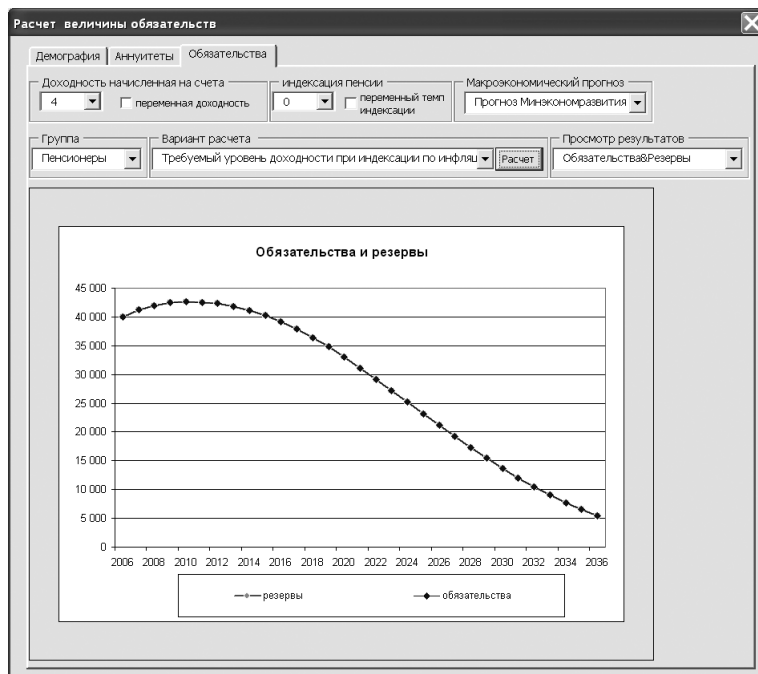 Расчет величины обязательств
Демография Аннуитеты Обязательства
Доходность начисленная на счета
4
переменная доходность
индексация пенсии
0
переменный темп
индексации
Макроэкономический прогноз
Прогноз Минэкономразвития
Группа
Пенсионеры
Вариант расчета
Требуемый уровень доходности при индексации по инфляц
Расчет
Просмотр результатов
Обязательства&Резервы
Обязательства и резервы
45 000
40 000
35 000
30 000
25 000
20 000
15 000
10 000
5 000
0
2006 2008 2010 2012 2014 2016 2018 2020 2022 2024 2026 2028 2030 2032 2034 2036
резервы обязательства